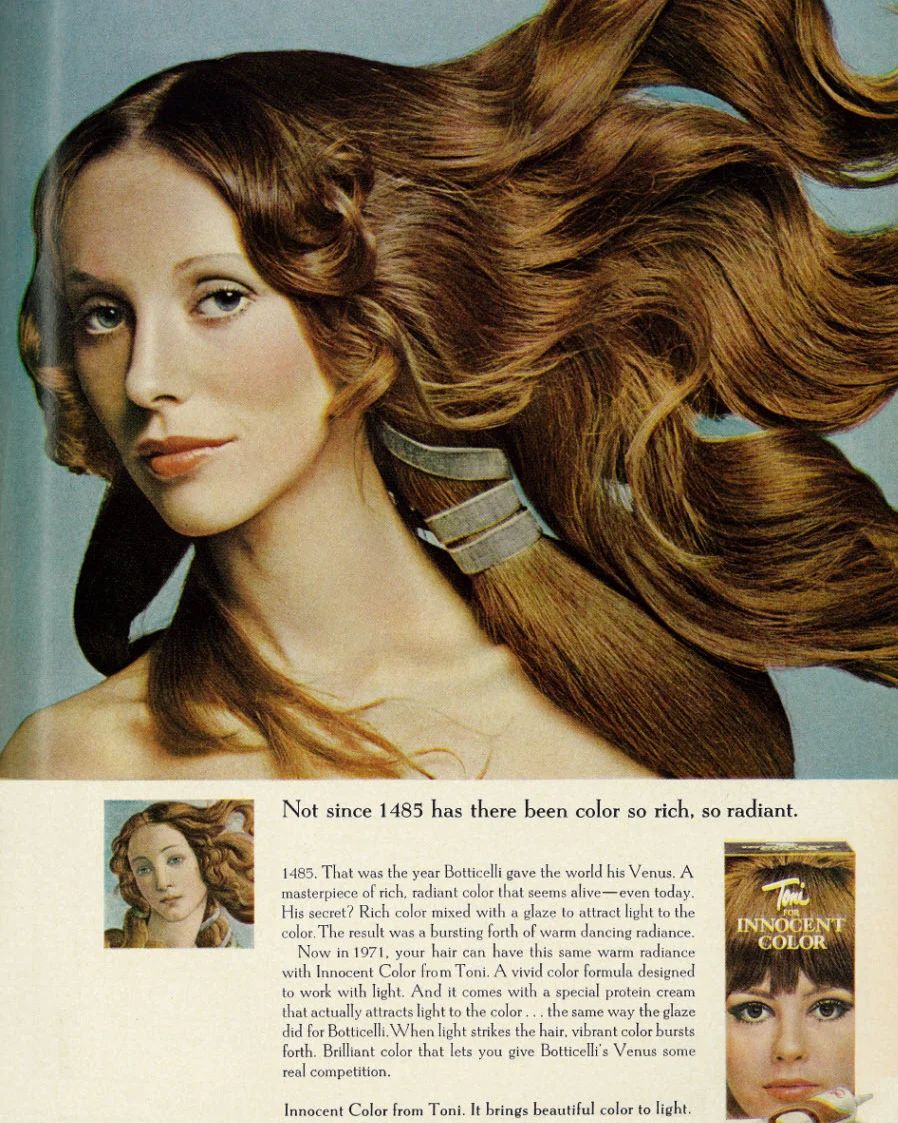 Not since 1485 has there been color so rich, so radiant.
1485. That was the year Botticelli gave the world his Venus. A
masterpiece of rich, radiant color that seems alive—even today.
His secret? Rich color mixed with a glaze to attract light to the
color. The result was a bursting forth of warm dancing radiance.
Now in 1971, your hair can have this same warm radiance
with Innocent Color from Toni. A vivid color formula designed
to work with light. And it comes with a special protein cream
that actually attracts light to the color . . . the same way the glaze
did for Botticelli. When light strikes the hair, vibrant color bursts
forth. Brilliant color that lets you give Botticelli's Venus some
real competition.
Innocent Color from Toni. It brings beautiful color to light.
Toni
FOR
INNOCENT
COLOR